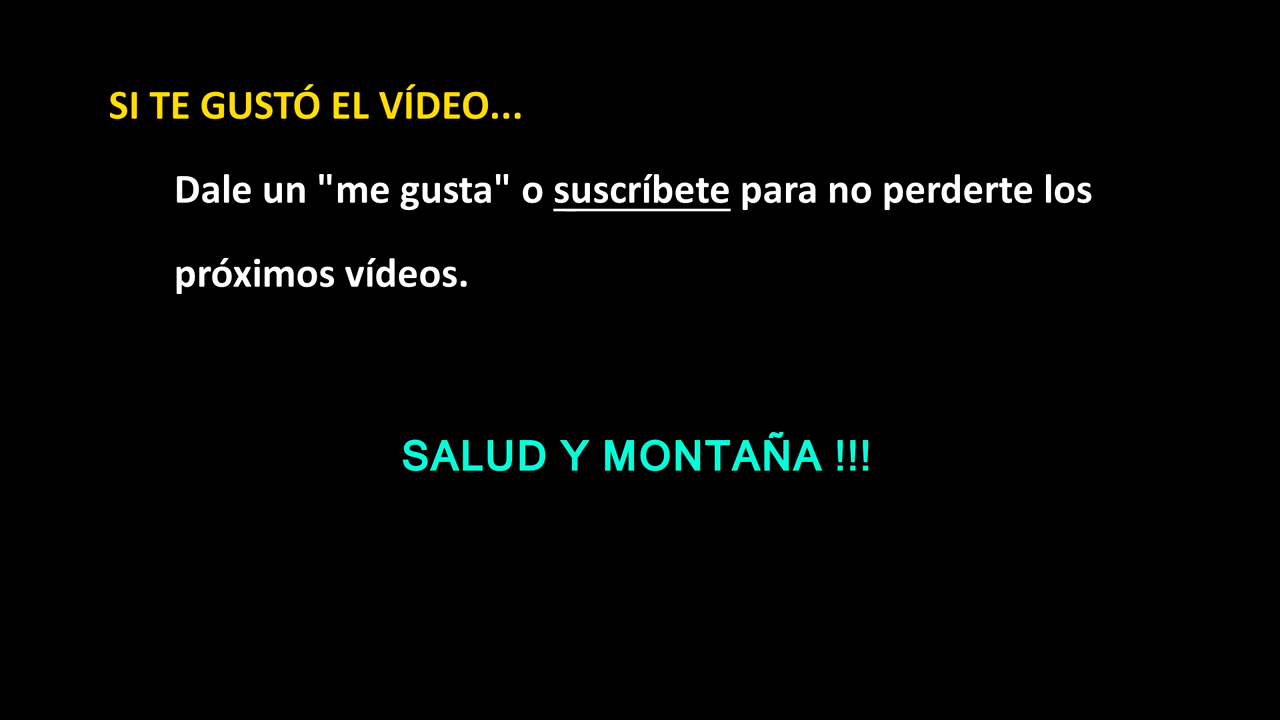 SI TE GUSTÓ EL VÍDEO...
Dale un "me gusta" o suscríbete para no perderte los
próximos vídeos.
SALUD Y MONTAÑA !!!